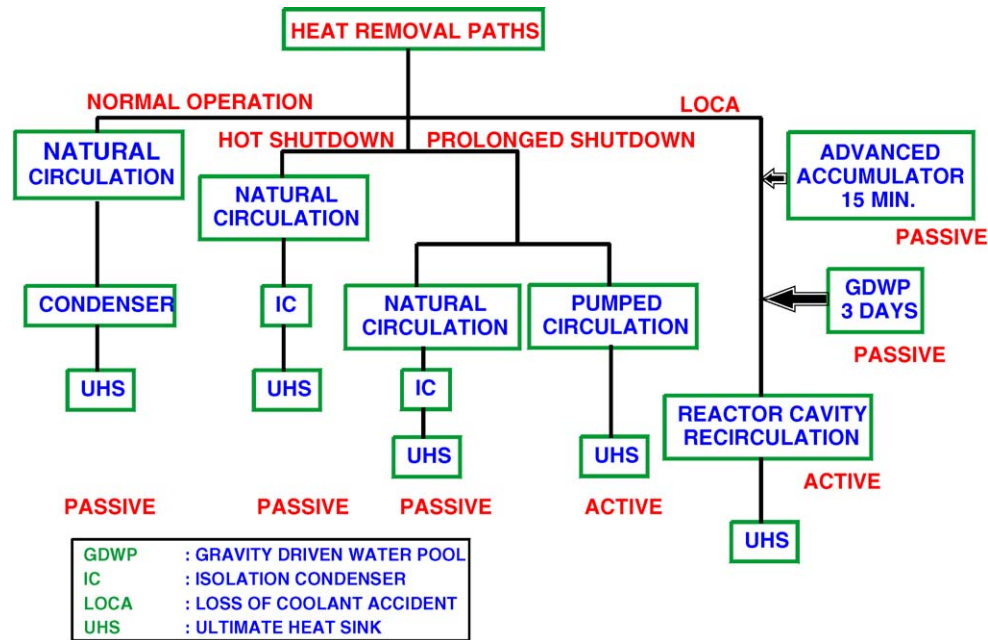 HEAT REMOVAL PATHS
NORMAL OPERATION
LOCA
HOT SHUTDOWN
PROLONGED SHUTDOWN
NATURAL
CIRCULATION
ADVANCED
ACCUMULATOR
15 MIN.
PASSIVE
NATURAL
CIRCULATION
CONDENSER
IC
NATURAL
CIRCULATION
PUMPED
CIRCULATION
GDWP
3 DAYS
PASSIVE
UHS
UHS
IC
REACTOR CAVITY
RECIRCULATION
UHS
UHS
ACTIVE
PASSIVE
PASSIVE
PASSIVE
ACTIVE
UHS
GDWP : GRAVITY DRIVEN WATER POOL
IC : ISOLATION CONDENSER
LOCA : LOSS OF COOLANT ACCIDENT
UHS : ULTIMATE HEAT SINK